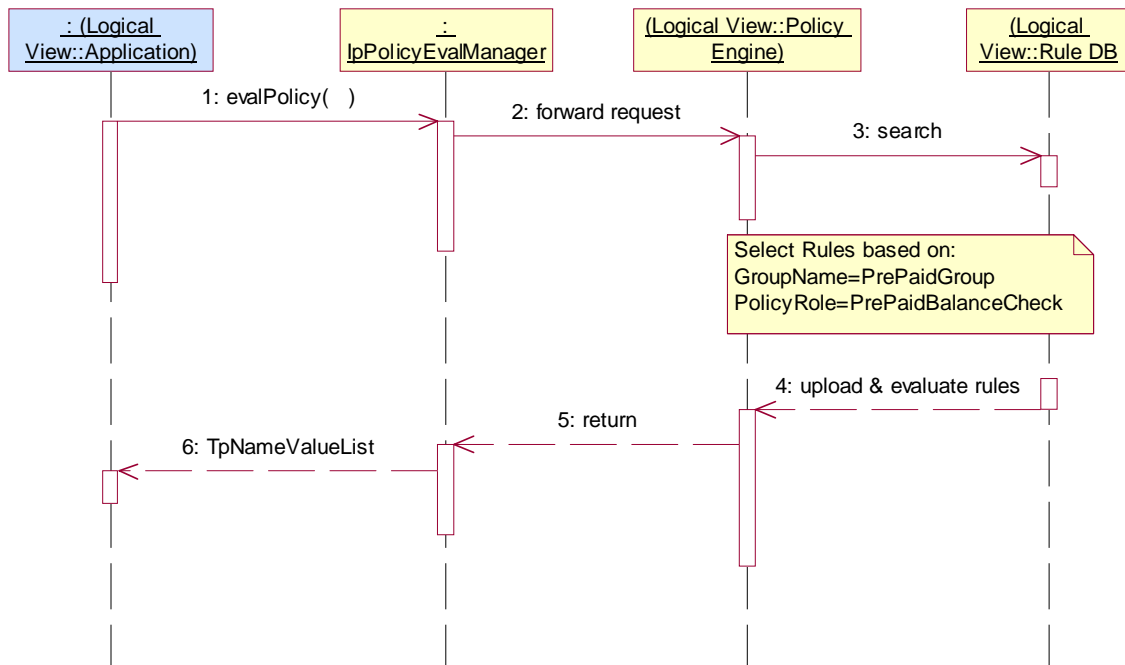 : (Logical
View::Application)
:
IpPolicyEvalManager
(Logical View::Policy
Engine)
(Logical
View::Rule DB
1: evalPolicy( )
2: forward request
3: search
Select Rules based on:
GroupName=PrePaidGroup
PolicyRole=PrePaidBalanceCheck
4: upload & evaluate rules
5: return
6: TpNameValueList